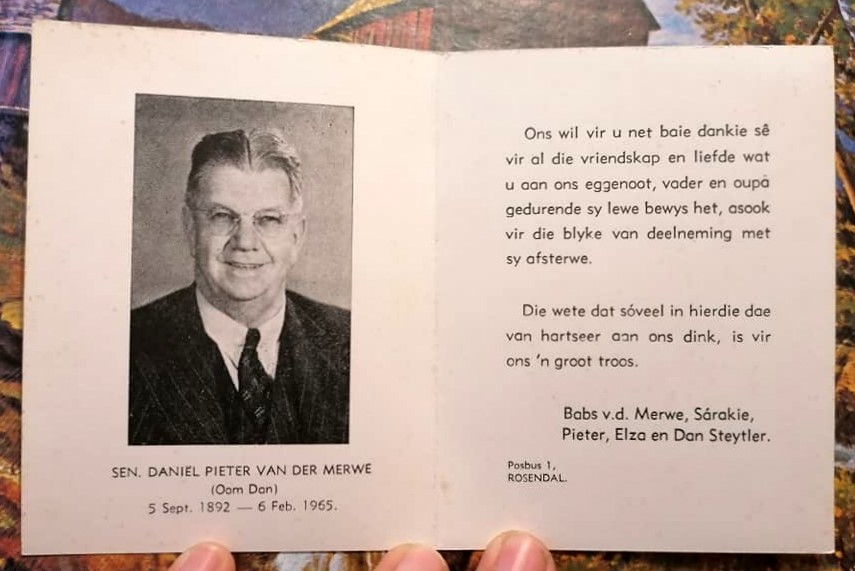 SEN. DANIEL PIETER VAN DER MERWE
(Oom Dan)
5 Sept. 1892 — 6 Feb. 1965.
Ons wil vir u net baie dankie sê
vir al die vriendskap en liefde wat
u aan ons eggenoot, vader en oupa
gedurende sy lewe bewys het, asook
vir die blyke van deelneming met
sy afsterwe.
Die wete dat sóveel in hierdie dae
van hartseer aan ons dink, is vir
ons 'n groot troos.
Babs v.d. Merwe, Sárakie,
Pieter, Elza en Dan Steytler.
Posbus 1,
ROSENDAL.